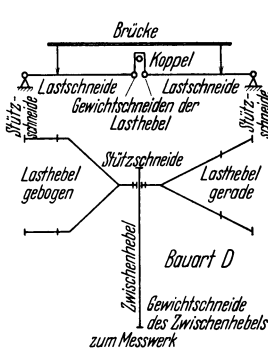 Brücke
Koppel
Lastschneide
Lastschneide
Gewichtschneiden der
Lasthebel
Stütz-
schneide
Stütz-
schneide
Stützschneide
Lasthebel
gebogen
Lasthebel
gerade
Zwischenhebel
Bauart D
Gewichtschneide
des Zwischenhebels
zum Messwerk